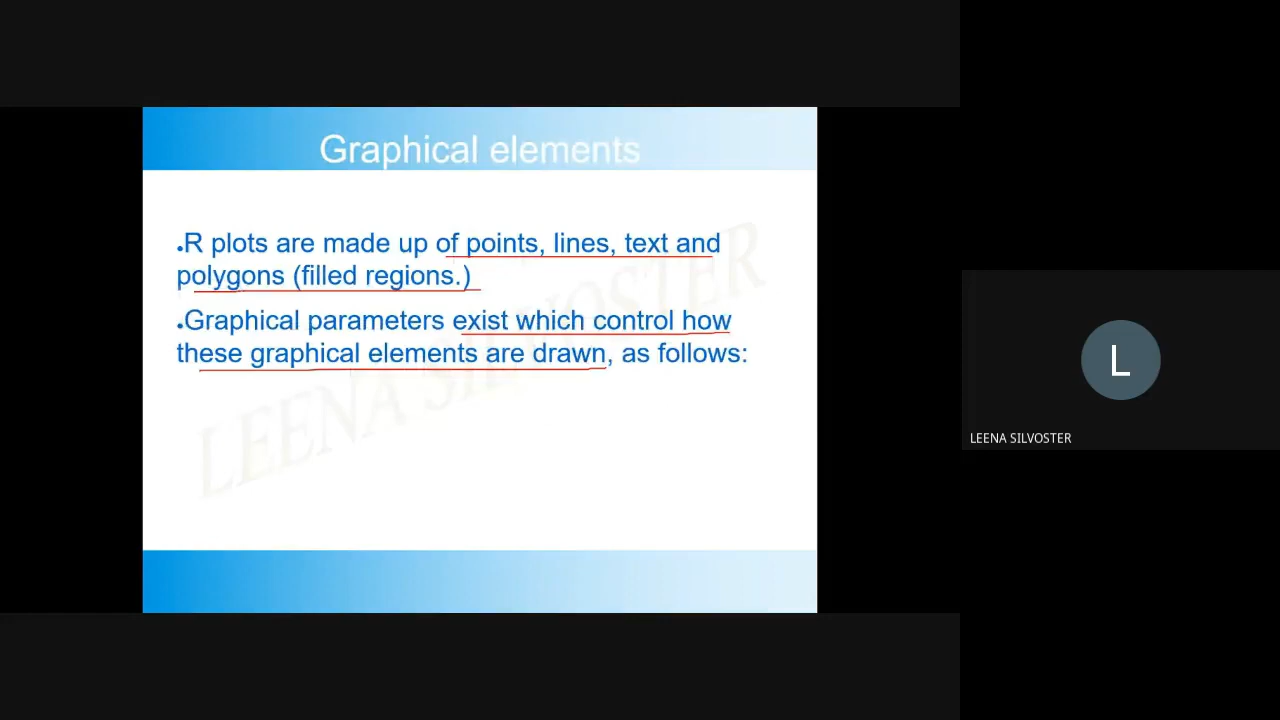 Graphical elements
•R plots are made up of points, lines, text and
polygons (filled regions.)
•Graphical parameters exist which control how
these graphical elements are drawn, as follows:
LEENA SILVOSTER
L
LEENA SILVOSTER